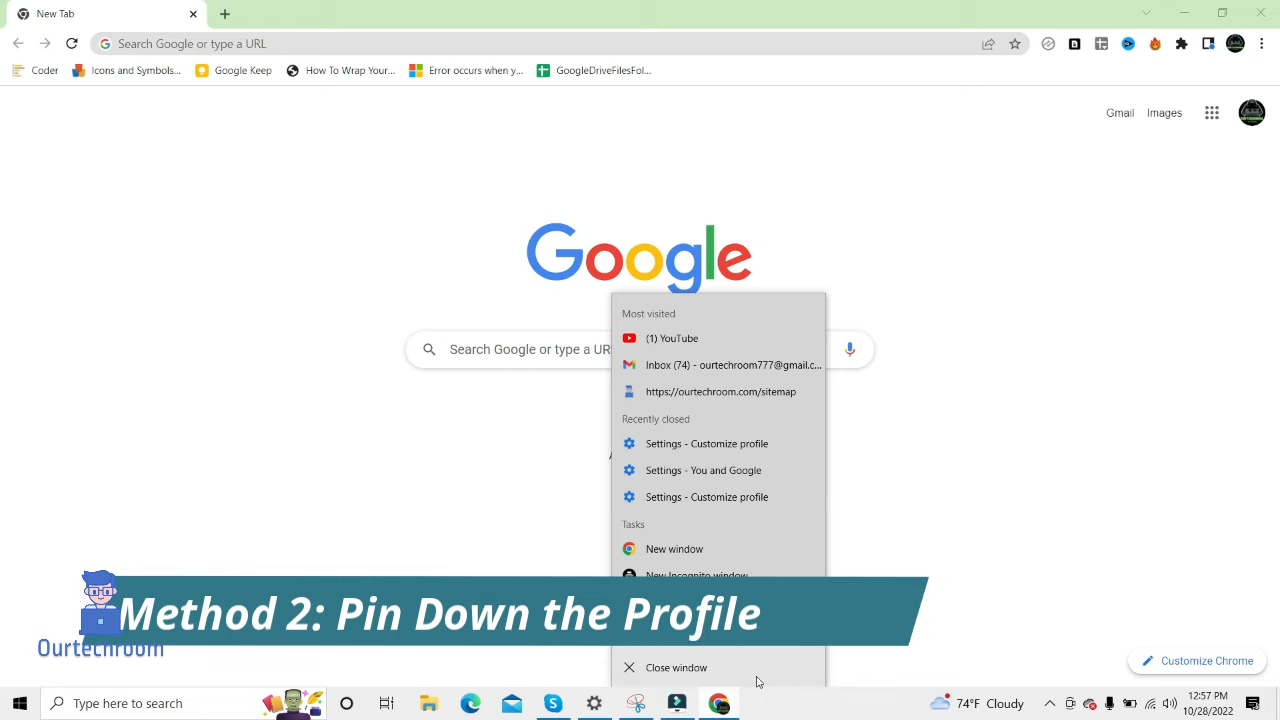 New Tab
Search Google or type a URL
Coder
Icons and Symbols...
Google Keep
How To Wrap Your...
Error occurs when y...
GoogleDriveFilesFol...
Gmail
Images
Google
Search Google or type a UR
Most visited
(1) YouTube
Inbox (74) - ourtechroom777@gmail.c...
https://ourtechroom.com/sitemap
Recently closed
Settings - Customize profile
Settings - You and Google
Settings - Customize profile
Tasks
New window
New Incognito window
Method 2: Pin Down the Profile
Ourtechroom
Close window
Customize Chrome
Type here to search
74°F Cloudy
12:57 PM
10/28/2022